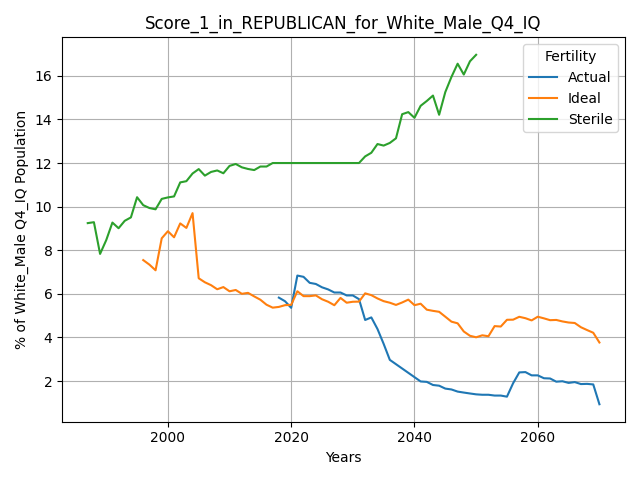 Score_1_in_REPUBLICAN_for_White_Male_Q4_IQ
% of White_Male Q4_IQ Population
16
14
12
10
8
6
4
2
Fertility
Actual
Ideal
Sterile
2000
2020
2040
2060
Years